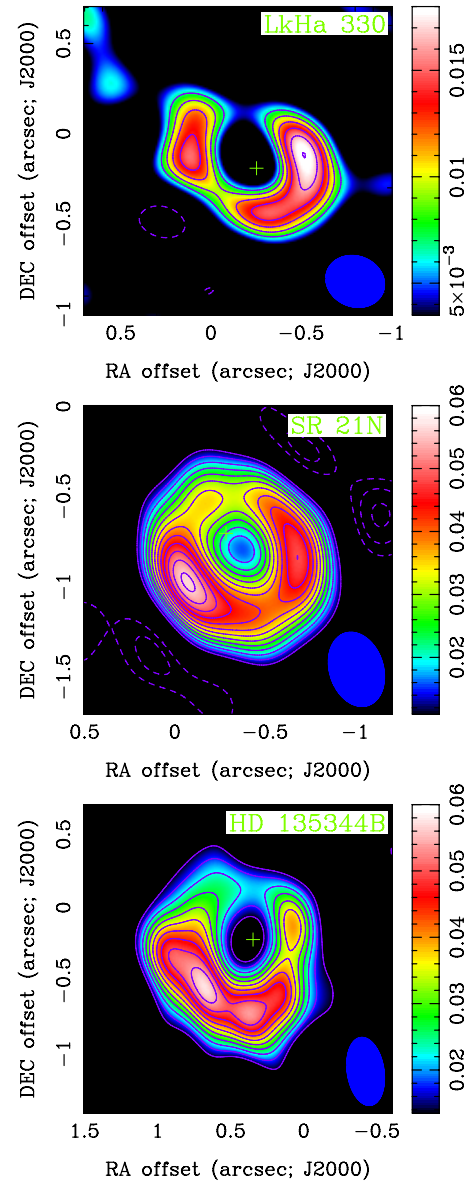 LkHa 330
0.5
0
−0.5
−1
DEC offset (arcsec; J2000)
0.5 0 −0.5 −1
RA offset (arcsec; J2000)
5×10⁻³ 0.01 0.015
SR 21N
0
−0.5
−1
−1.5
DEC offset (arcsec; J2000)
0.5 0 −0.5 −1
RA offset (arcsec; J2000)
0.02 0.03 0.04 0.05 0.06
HD 135344B
0.5
0
−0.5
−1
DEC offset (arcsec; J2000)
1.5 1 0.5 0 −0.5
RA offset (arcsec; J2000)
0.02 0.03 0.04 0.05 0.06